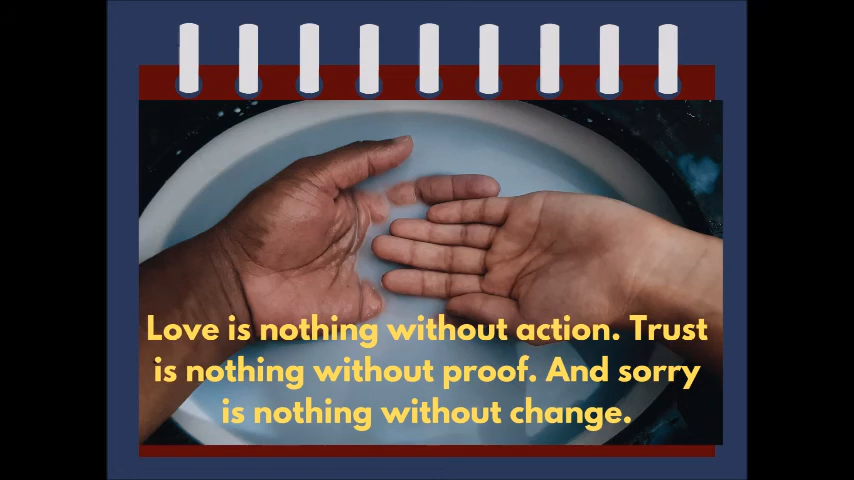 Love is nothing without action. Trust
is nothing without proof. And sorry
is nothing without change.